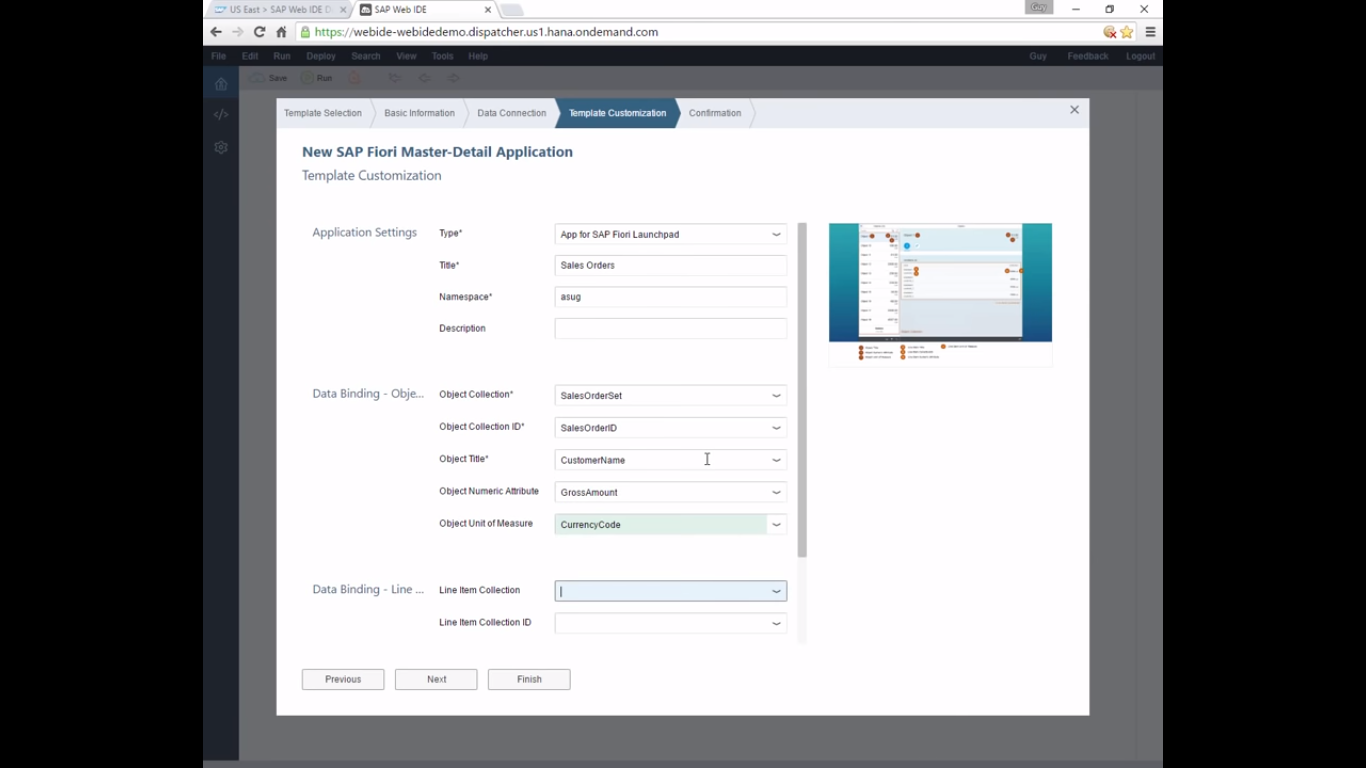 US East > SAP Web IDE D
SAP Web IDE
Guy
https://webide-webidedemo.dispatcher.us1.hana.ondemand.com
File Edit Run Deploy Search View Tools Help
Guy Feedback Logout
Save Run
Template Selection Basic Information Data Connection Template Customization Confirmation
New SAP Fiori Master-Detail Application
Template Customization
Application Settings Type* App for SAP Fiori Launchpad
Title* Sales Orders
Namespace* asug
Description
Data Binding - Obje... Object Collection* SalesOrderSet
Object Collection ID* SalesOrderID
Object Title* CustomerName
Object Numeric Attribute GrossAmount
Object Unit of Measure CurrencyCode
Data Binding - Line ... Line Item Collection
Line Item Collection ID
Previous Next Finish